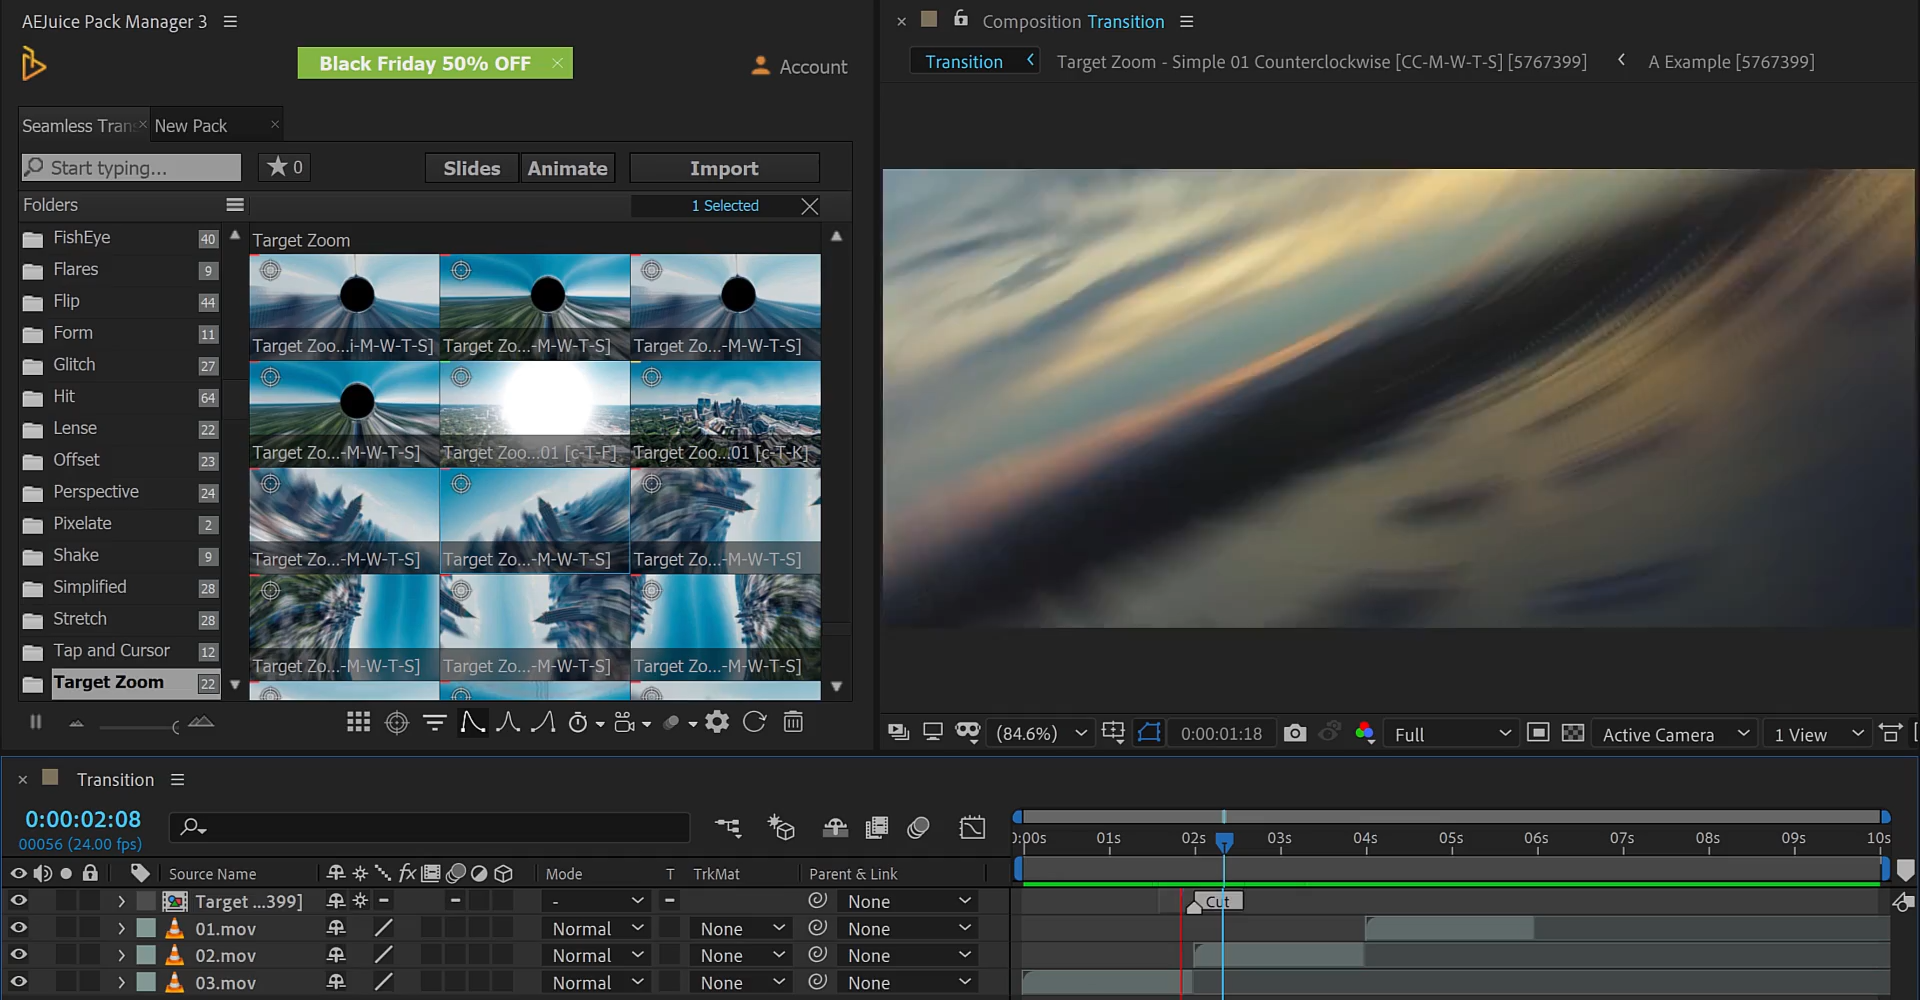 AEJuice Pack Manager 3
Black Friday 50% OFF
Account
Seamless Tran
New Pack
Start typing...
0
Slides
Animate
Import
Folders
1 Selected
FishEye 40
Flares 9
Flip 44
Form 11
Glitch 27
Hit 64
Lense 22
Offset 23
Perspective 24
Pixelate 2
Shake 9
Simplified 28
Stretch 28
Tap and Cursor 12
Target Zoom 22
Target Zoom
Target Zoo...i-M-W-T-S] Target Zo...-M-W-T-S] Target Zo...-M-W-T-S]
Target Zo...-M-W-T-S] Target Zoo...01 [c-T-F] Target Zoo...01 [c-T-K]
Target Zo...-M-W-T-S] Target Zo...-M-W-T-S] Target Zo...-M-W-T-S]
Target Zo...-M-W-T-S] Target Zo...-M-W-T-S] Target Zo...-M-W-T-S]
Composition Transition
Transition
Target Zoom - Simple 01 Counterclockwise [CC-M-W-T-S] [5767399]
A Example [5767399]
(84.6%)
0:00:01:18
Full
Active Camera
1 View
Transition
0:00:02:08
00056 (24.00 fps)
Source Name
fx
Mode
T
TrkMat
Parent & Link
0:00s 01s 02s 03s 04s 05s 06s 07s 08s 09s 10s
Target ...399] - None
Cut
01.mov Normal None None
02.mov Normal None None
03.mov Normal None None